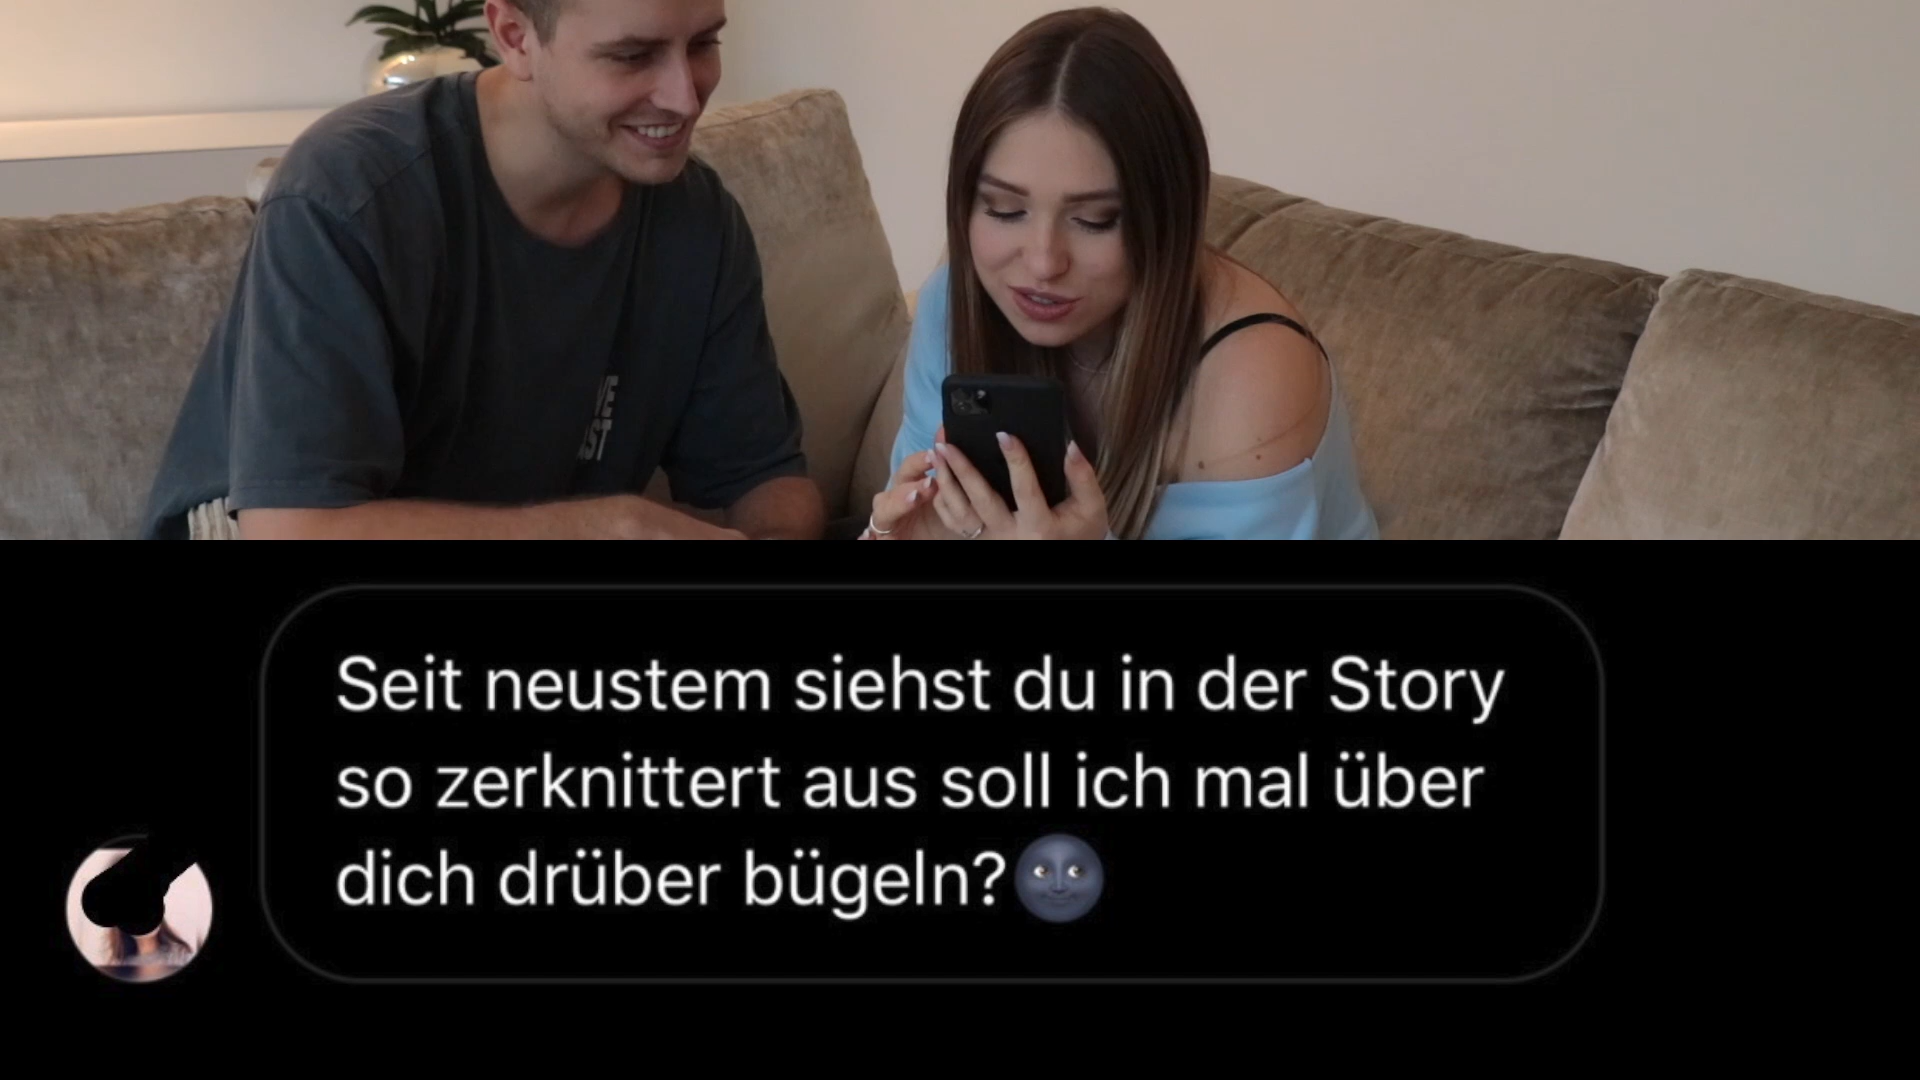 Seit neustem siehst du in der Story
so zerknittert aus soll ich mal über
dich drüber bügeln?🌚